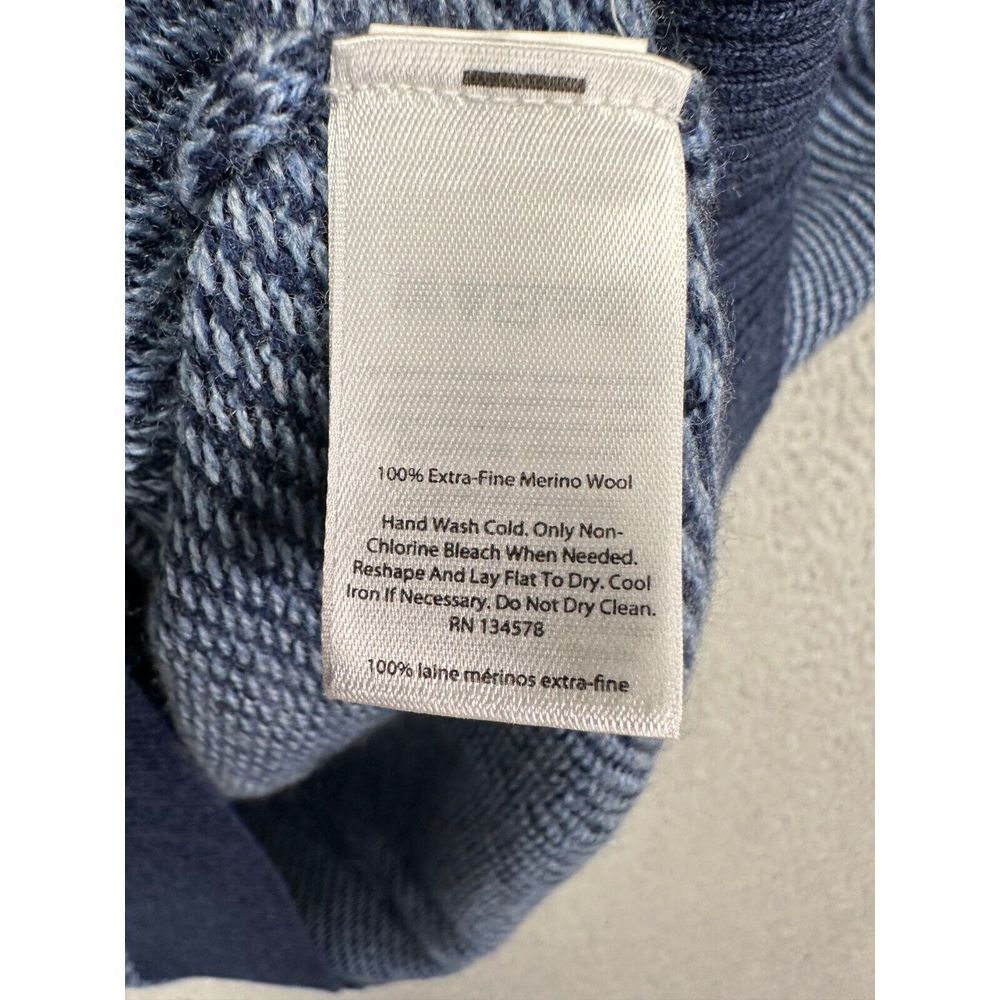 100% Extra-Fine Merino Wool
Hand Wash Cold. Only Non-
Chlorine Bleach When Needed.
Reshape And Lay Flat To Dry. Cool
Iron If Necessary. Do Not Dry Clean.
RN 134578
100% laine mérinos extra-fine